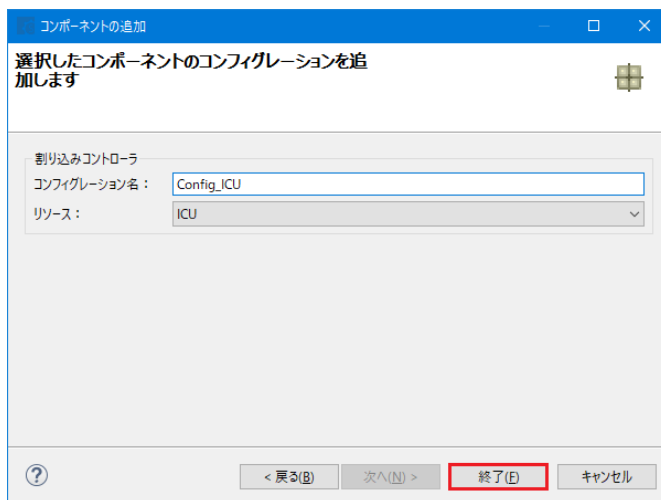 コンポーネントの追加
選択したコンポーネントのコンフィグレーションを追
加します
割り込みコントローラ
コンフィグレーション名：
Config_ICU
リソース：
ICU
< 戻る(B)
次へ(N) >
終了(F)
キャンセル